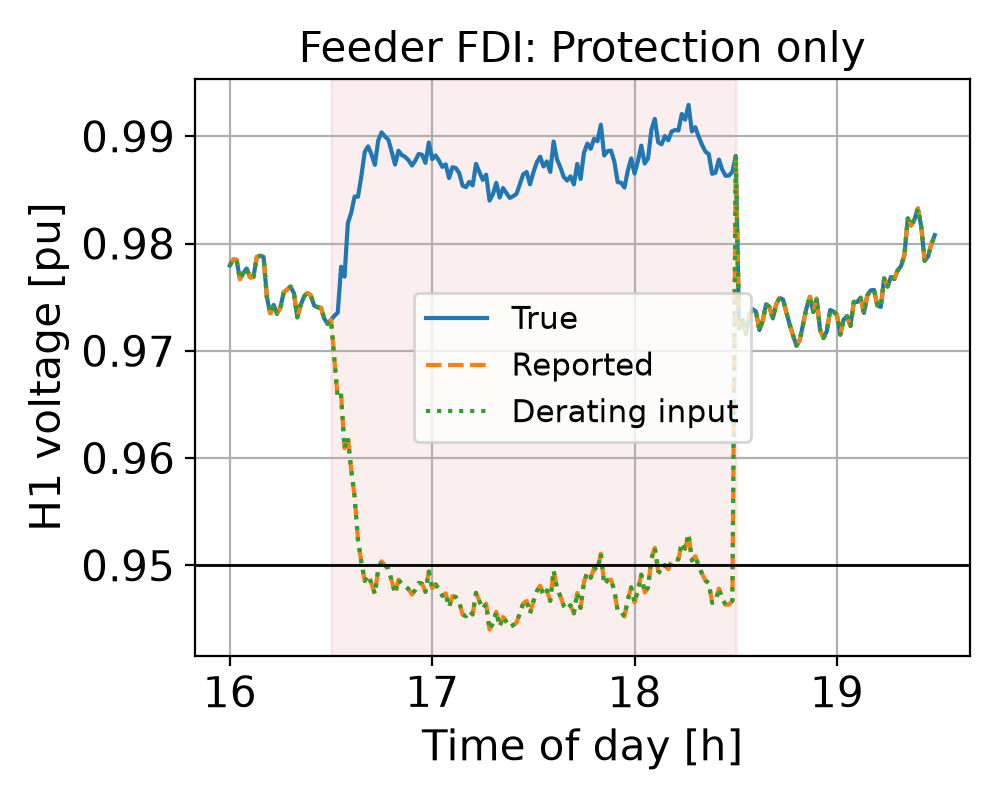 Feeder FDI: Protection only
H1 voltage [pu]
0.99
0.98
0.97
0.96
0.95
True
Reported
Derating input
16 17 18 19
Time of day [h]